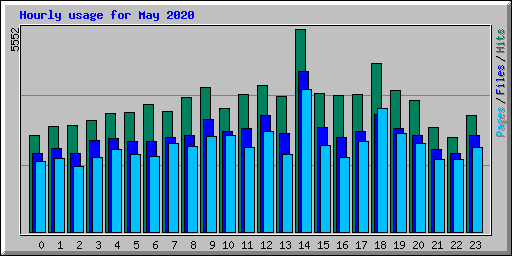 Hourly usage for May 2020
5552
Pages / Files / Hits
0 1 2 3 4 5 6 7 8 9 10 11 12 13 14 15 16 17 18 19 20 21 22 23